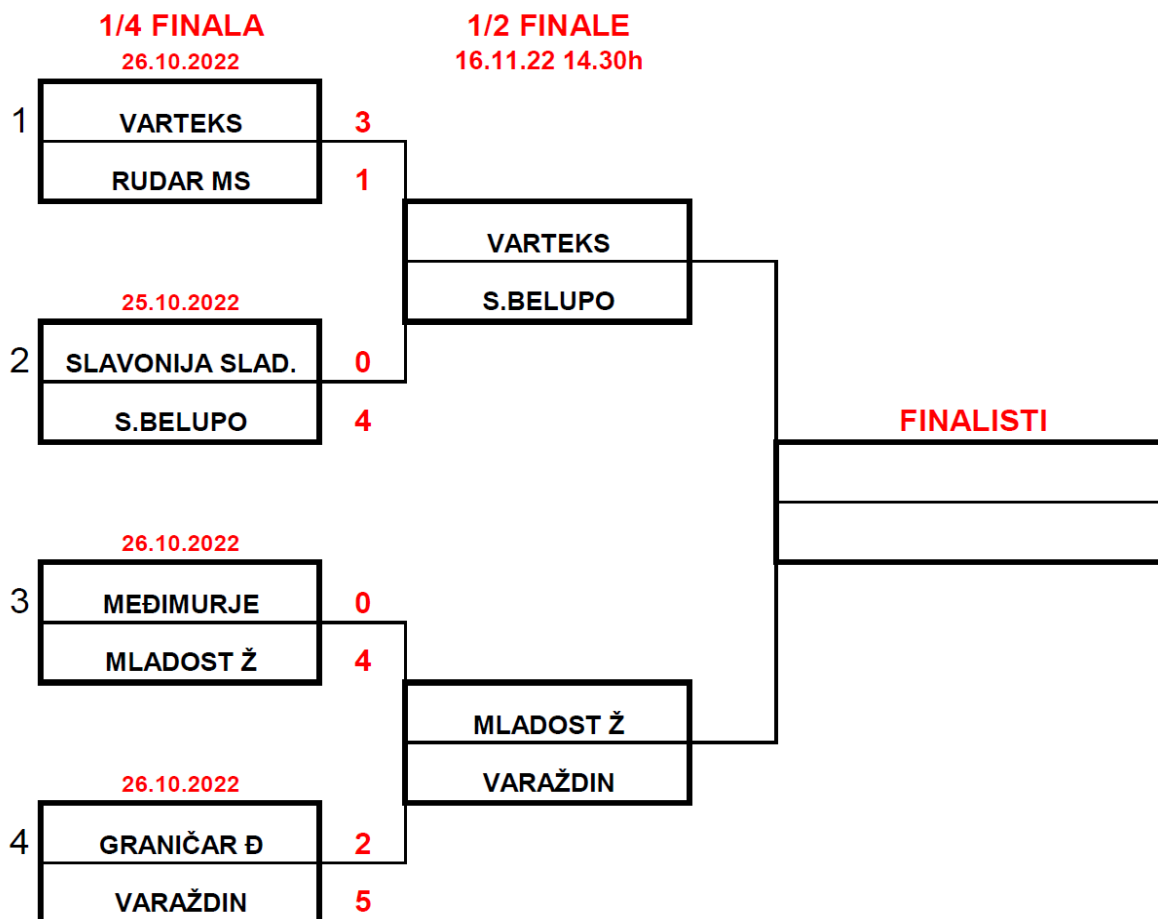 1/4 FINALA
26.10.2022
1
VARTEKS 3
RUDAR MS 1
25.10.2022
2
SLAVONIJA SLAD. 0
S.BELUPO 4
26.10.2022
3
MEĐIMURJE 0
MLADOST Ž 4
26.10.2022
4
GRANIČAR Đ 2
VARAŽDIN 5
1/2 FINALE
16.11.22 14.30h
VARTEKS
S.BELUPO
MLADOST Ž
VARAŽDIN
FINALISTI